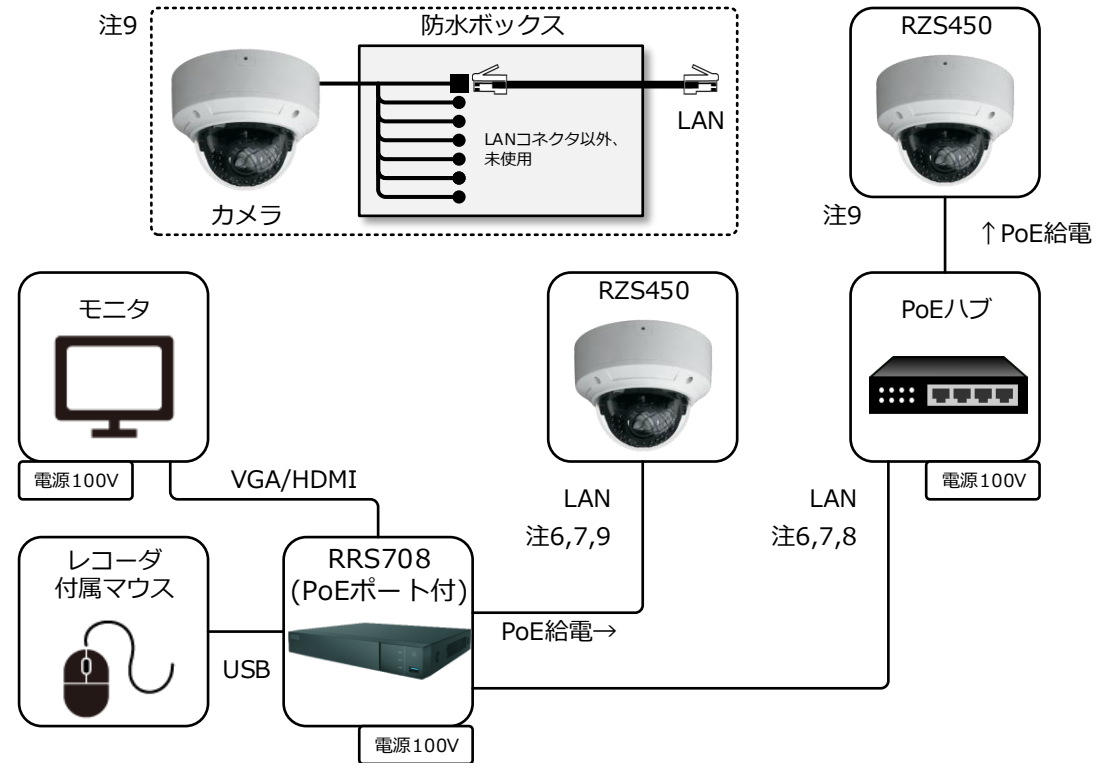 注9
防水ボックス
LANコネクタ以外、
未使用
LAN
カメラ
RZS450
注9
↑PoE給電
モニタ
電源100V
VGA/HDMI
RZS450
LAN
注6,7,9
PoEハブ
電源100V
LAN
注6,7,8
レコーダ
付属マウス
USB
RRS708
(PoEポート付)
電源100V
PoE給電→